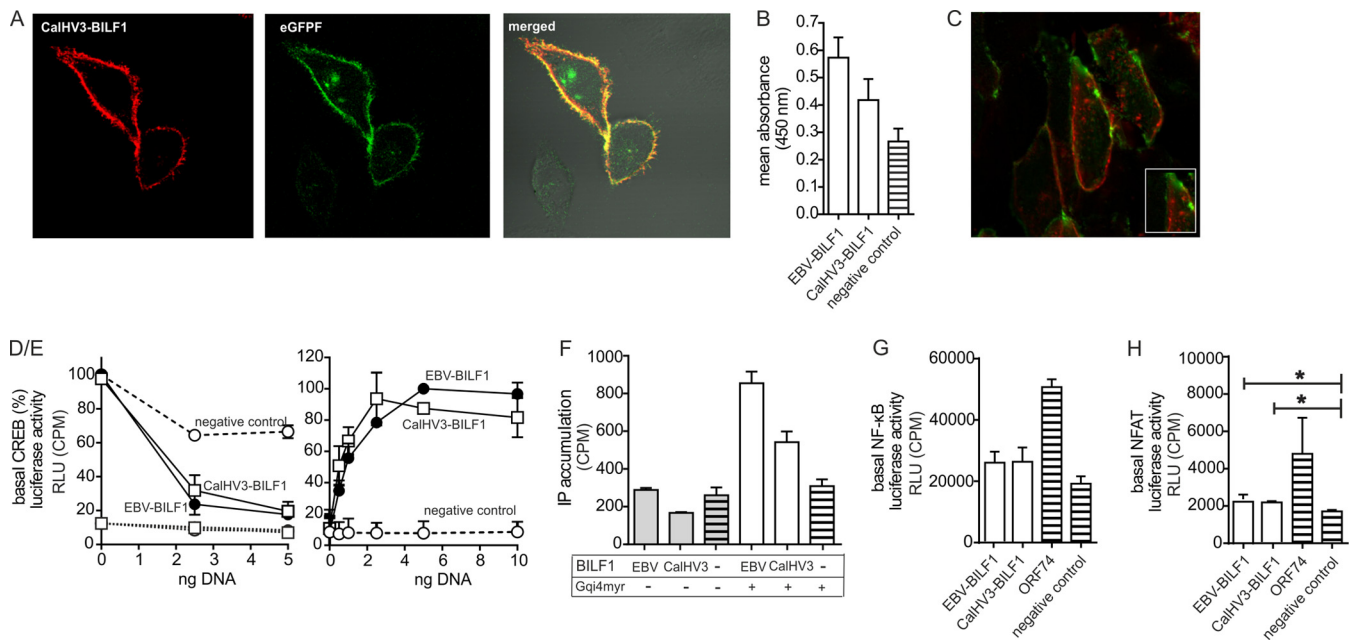 A
CalHV3-BILF1
eGFPF
merged
B
mean absorbance
(450 nm)
0.7
0.6
0.5
0.4
0.3
0.2
0.1
0.0
EBV-BILF1
CalHV3-BILF1
negative control
C
D/E
basal CREB (%)
luciferase activity
RLU (CPM)
100
80
60
40
20
0
negative control
CalHV3-BILF1
EBV-BILF1
0 1 2 3 4 5
ng DNA
120
100
80
60
40
20
0
EBV-BILF1
CalHV3-BILF1
negative control
0 2 4 6 8 10
ng DNA
F
IP accumulation
(CPM)
1000
800
600
400
200
0
BILF1 EBV CalHV3 - EBV CalHV3 -
Gqi4myr - - - + + +
G
basal NF-κB
luciferase activity
RLU (CPM)
60000
40000
20000
0
EBV-BILF1
CalHV3-BILF1
ORF74
negative control
H
basal NFAT
luciferase activity
RLU (CPM)
10000
8000
6000
4000
2000
0
*
*
EBV-BILF1
CalHV3-BILF1
ORF74
negative control